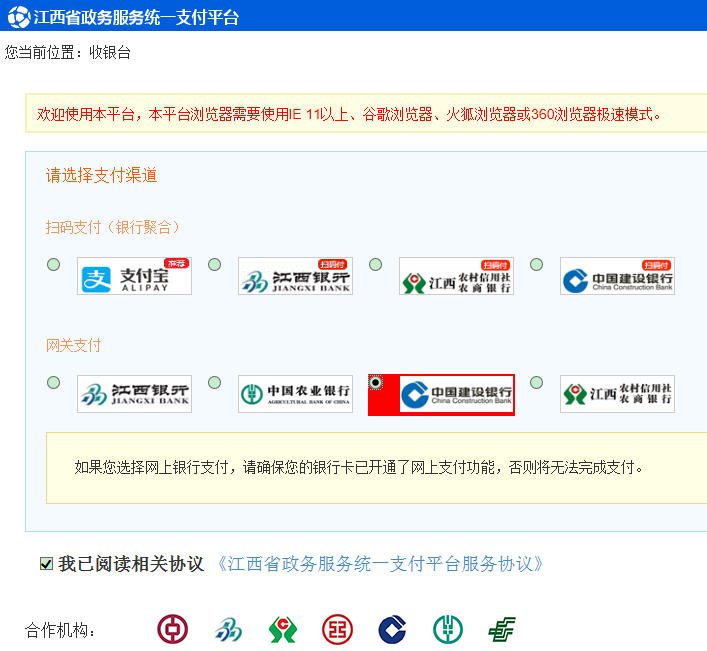 江西省政务服务统一支付平台
您当前位置：收银台
欢迎使用本平台，本平台浏览器需要使用IE 11以上、谷歌浏览器、火狐浏览器或360浏览器极速模式。
请选择支付渠道
扫码支付（银行聚合）
支 支付宝 ALIPAY 推荐
江西银行 JIANGXI BANK 扫码付
江西 农村信用社 农商银行 扫码付
中国建设银行 China Construction Bank 扫码付
网关支付
江西银行 JIANGXI BANK
中国农业银行 AGRICULTURAL BANK OF CHINA
中国建设银行 China Construction Bank
江西 农村信用社 农商银行
如果您选择网上银行支付，请确保您的银行卡已开通了网上支付功能，否则将无法完成支付。
我已阅读相关协议 《江西省政务服务统一支付平台服务协议》
合作机构：